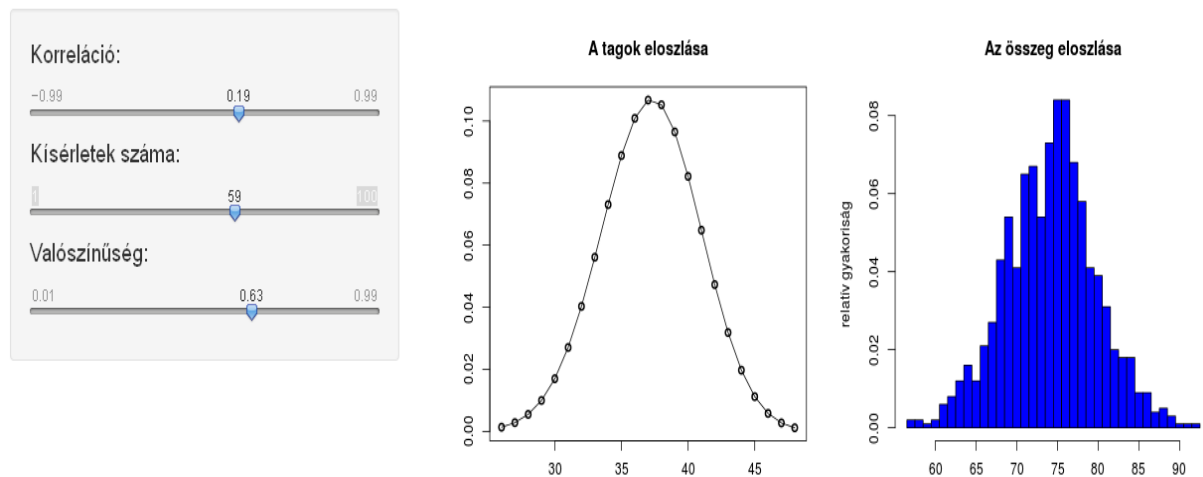 Korreláció:
−0.99 0.19 0.99
Kísérletek száma:
1 59 100
Valószínűség:
0.01 0.63 0.99
A tagok eloszlása
0.10
0.08
0.06
0.04
0.02
0.00
30 35 40 45
Az összeg eloszlása
relatív gyakoriság
0.08
0.06
0.04
0.02
0.00
60 65 70 75 80 85 90